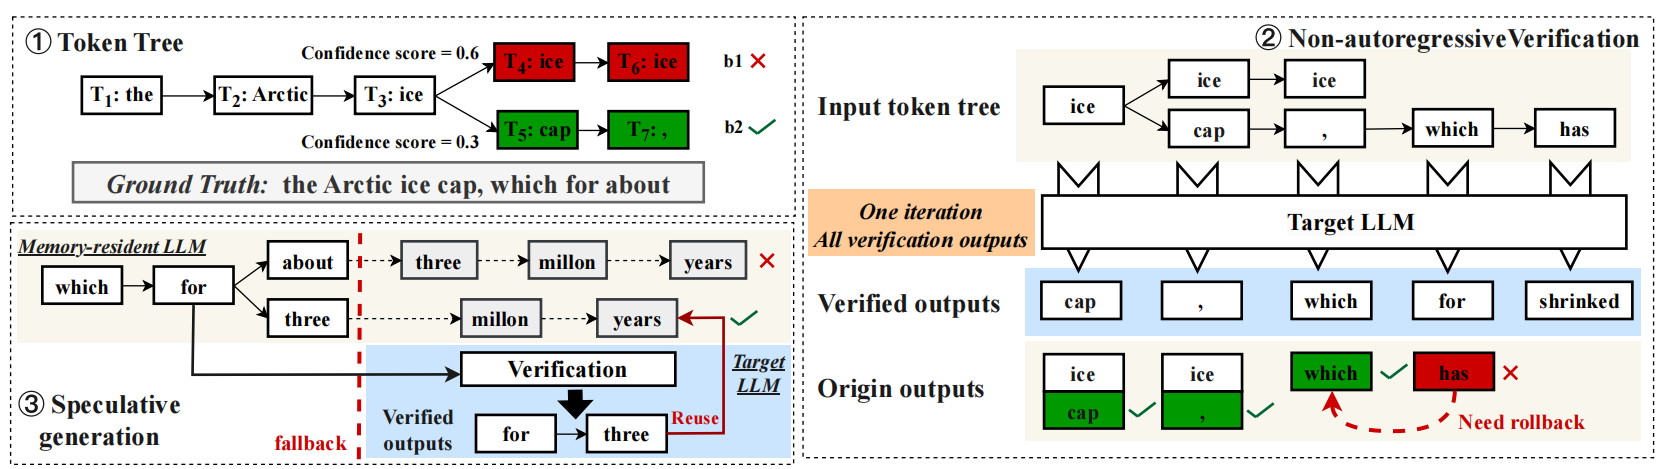 ① Token Tree
Confidence score = 0.6
T4: ice
T6: ice
b1
T1: the
T2: Arctic
T3: ice
T5: cap
T7: ,
b2
Confidence score = 0.3
Ground Truth: the Arctic ice cap, which for about
② Non-autoregressiveVerification
Input token tree
ice
ice
ice
cap
,
which
has
One iteration
All verification outputs
Target LLM
Verified outputs
cap
,
which
for
shrinked
Origin outputs
ice
cap
ice
,
which
has
Need rollback
Memory-resident LLM
which
for
about
three
millon
years
three
millon
years
Verification
Target
LLM
Verified
outputs
for
three
Reuse
③ Speculative
generation
fallback